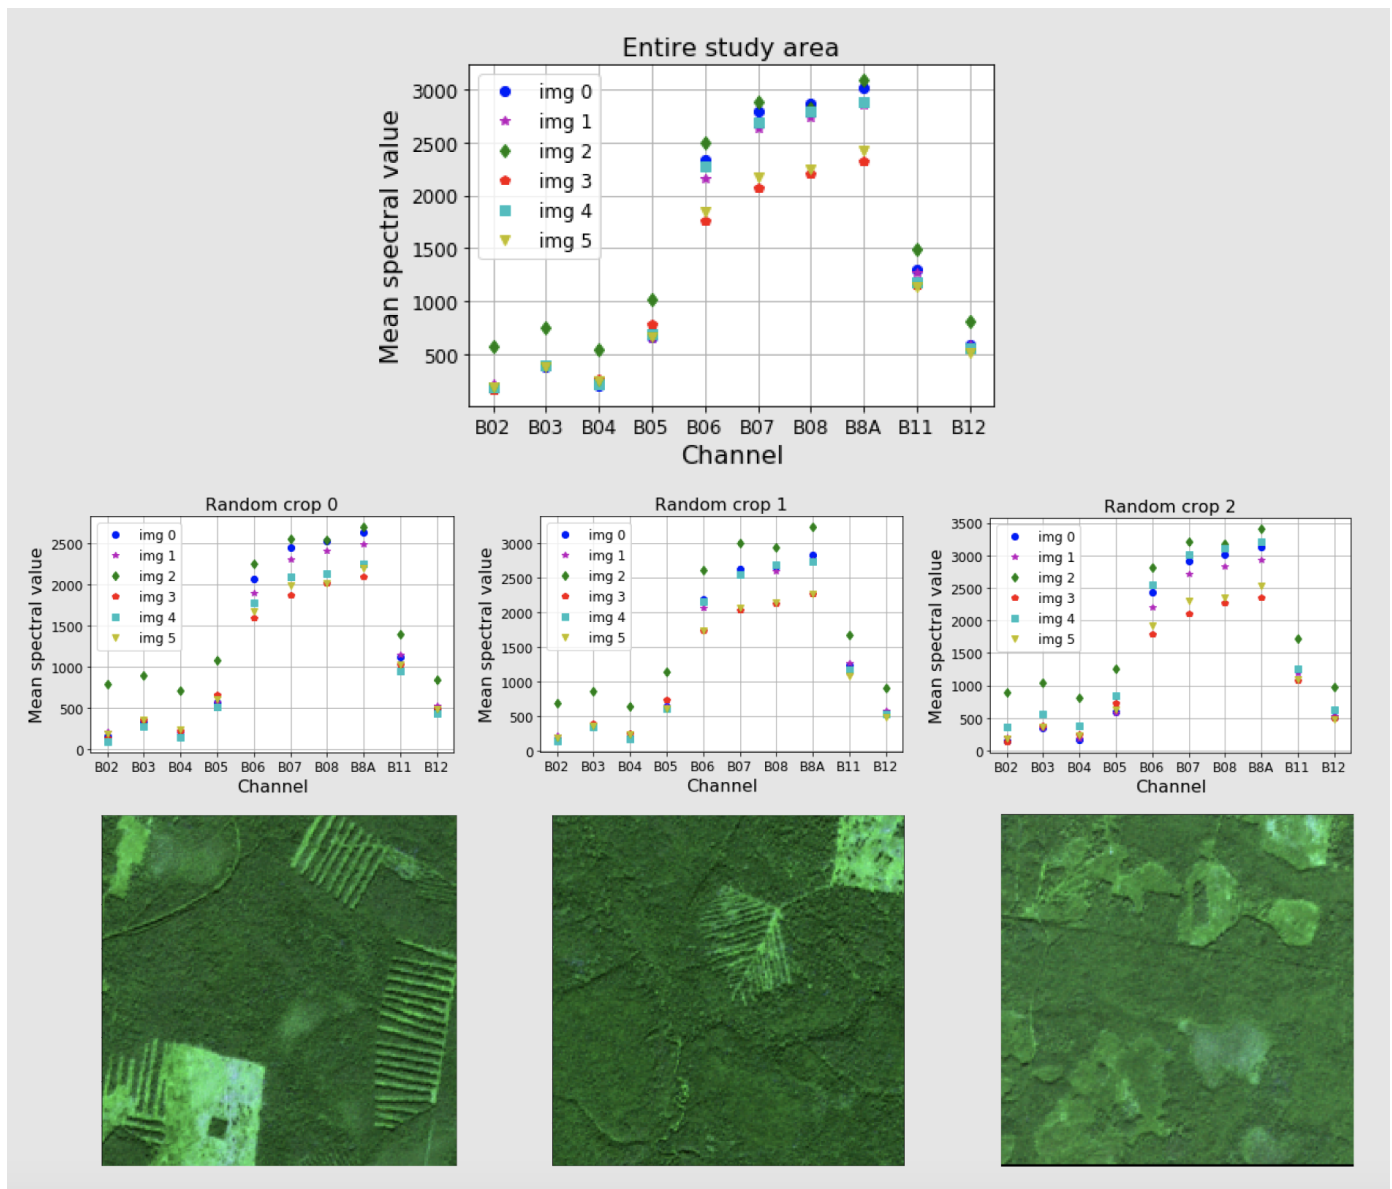 Entire study area
Mean spectral value
3000
2500
2000
1500
1000
500
img 0
img 1
img 2
img 3
img 4
img 5
B02 B03 B04 B05 B06 B07 B08 B8A B11 B12
Channel
Random crop 0
Mean spectral value
2500
2000
1500
1000
500
0
img 0
img 1
img 2
img 3
img 4
img 5
B02 B03 B04 B05 B06 B07 B08 B8A B11 B12
Channel
Random crop 1
Mean spectral value
3000
2500
2000
1500
1000
500
0
img 0
img 1
img 2
img 3
img 4
img 5
B02 B03 B04 B05 B06 B07 B08 B8A B11 B12
Channel
Random crop 2
Mean spectral value
3500
3000
2500
2000
1500
1000
500
0
img 0
img 1
img 2
img 3
img 4
img 5
B02 B03 B04 B05 B06 B07 B08 B8A B11 B12
Channel